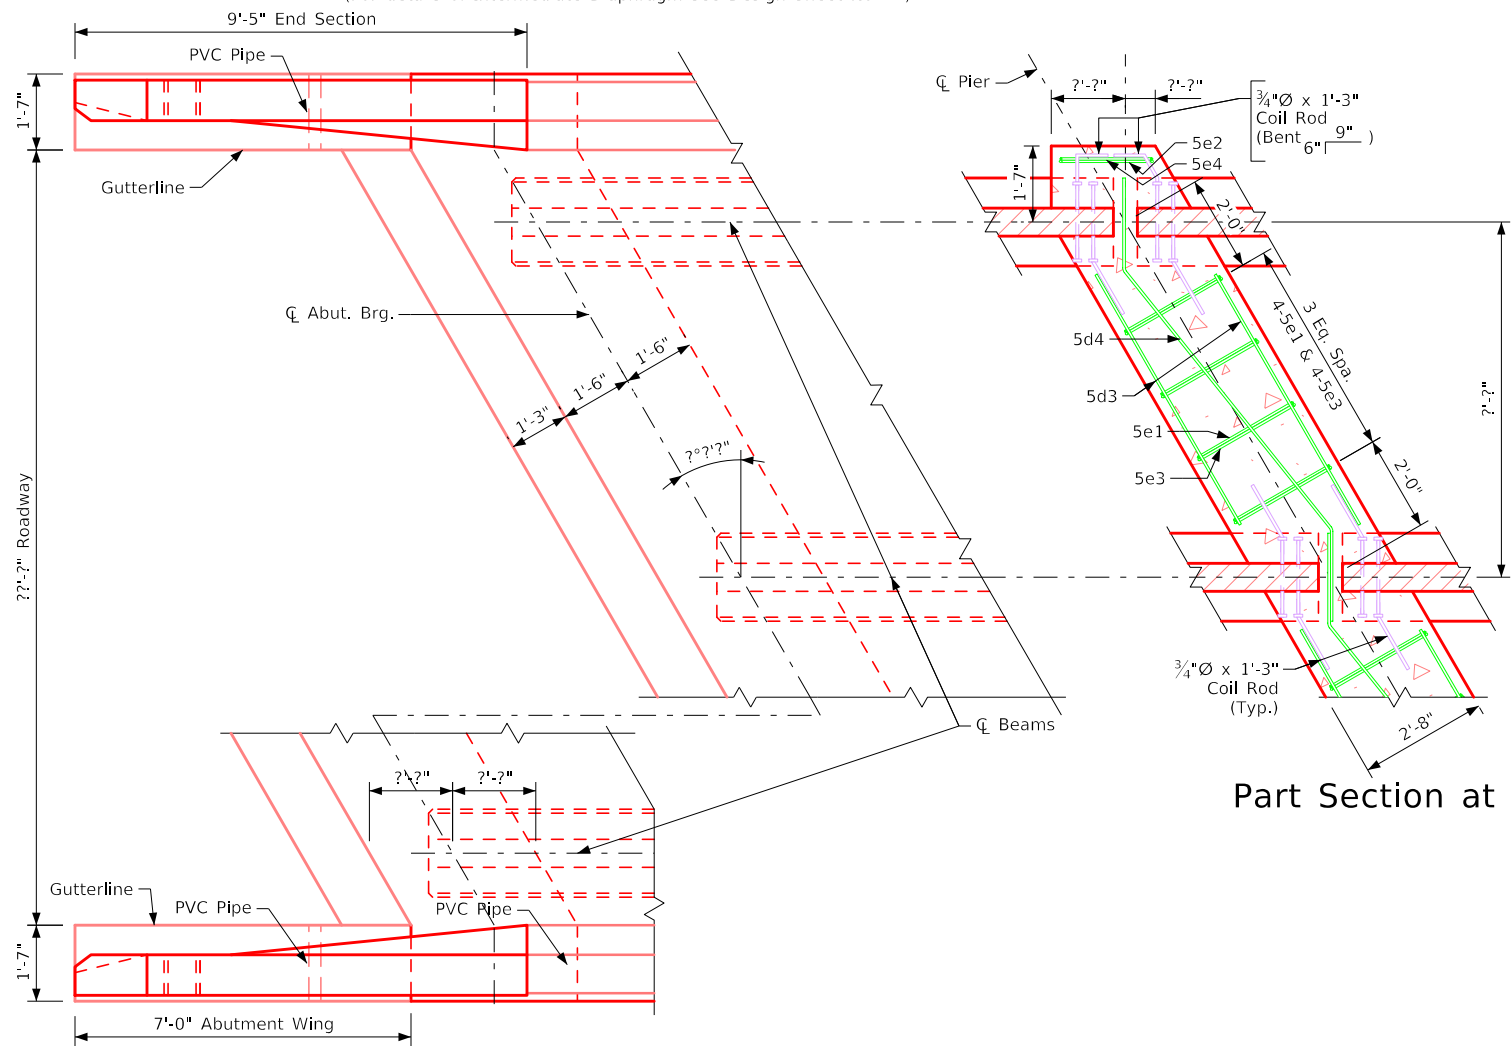 9'-5" End Section
PVC Pipe
1'-7"
Gutterline
℄ Abut. Brg.
1'-6"
1'-6"
1'-3"
?°?'?"
??'-?" Roadway
℄ Beams
?'-?"
?'-?"
Gutterline
PVC Pipe
PVC Pipe
1'-7"
7'-0" Abutment Wing
℄ Pier
?'-?"
?'-?"
¾"Ø x 1'-3"
Coil Rod
(Bent 6" 9" )
5e2
5e4
1'-7"
2'-0"
3 Eq. Spa.
4-5e1 & 4-5e3
5d4
5d3
5e1
5e3
?'-?"
2'-0"
¾"Ø x 1'-3"
Coil Rod
(Typ.)
2'-8"
Part Section at